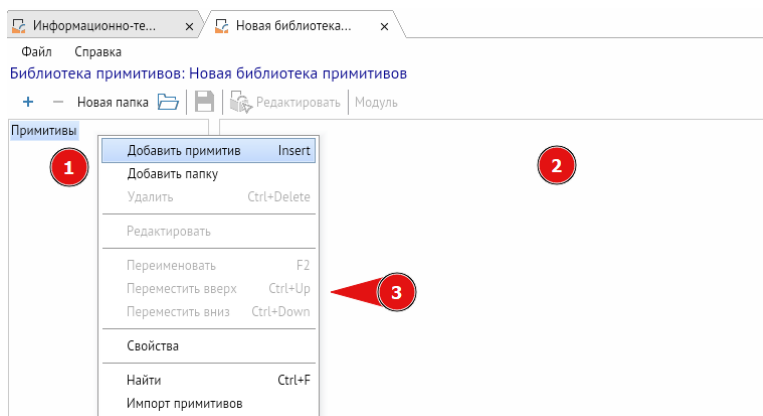 Информационно-те... x Новая библиотека... x
Файл Справка
Библиотека примитивов: Новая библиотека примитивов
+ − Новая папка Редактировать Модуль
Примитивы
Добавить примитив Insert
Добавить папку
Удалить Ctrl+Delete
Редактировать
Переименовать F2
Переместить вверх Ctrl+Up
Переместить вниз Ctrl+Down
Свойства
Найти Ctrl+F
Импорт примитивов
1
2
3